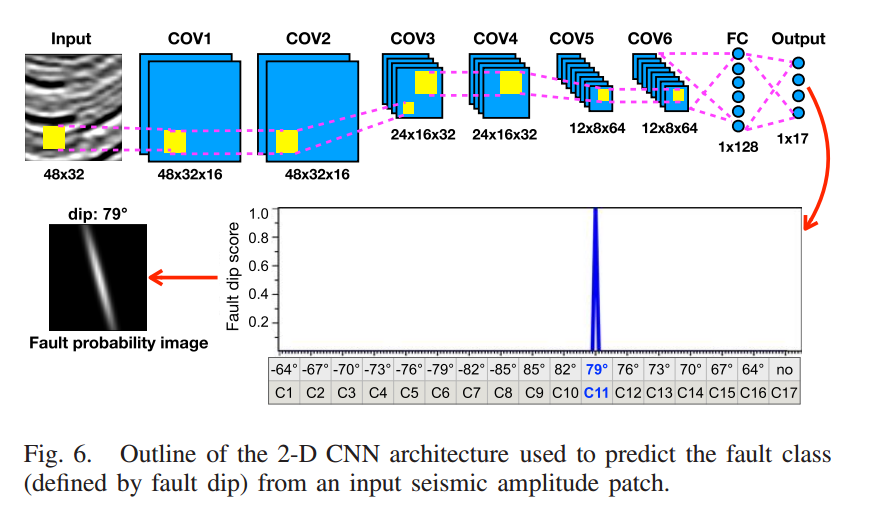 Input COV1 COV2 COV3 COV4 COV5 COV6 FC Output
48x32 48x32x16 48x32x16 24x16x32 24x16x32 12x8x64 12x8x64 1x128 1x17
dip: 79°
Fault probability image
Fault dip score
1.0
0.8
0.6
0.4
0.2
-64° -67° -70° -73° -76° -79° -82° -85° 85° 82° 79° 76° 73° 70° 67° 64° no
C1 C2 C3 C4 C5 C6 C7 C8 C9 C10 C11 C12 C13 C14 C15 C16 C17
Fig. 6. Outline of the 2-D CNN architecture used to predict the fault class
(defined by fault dip) from an input seismic amplitude patch.